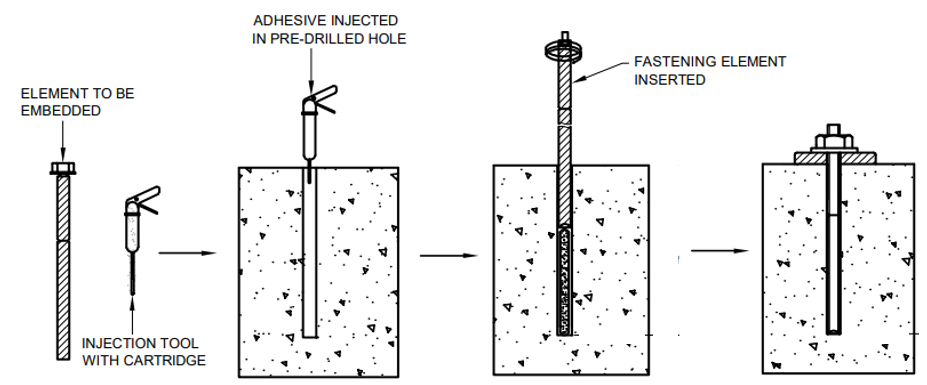 ADHESIVE INJECTED
IN PRE-DRILLED HOLE
FASTENING ELEMENT
INSERTED
ELEMENT TO BE
EMBEDDED
INJECTION TOOL
WITH CARTRIDGE